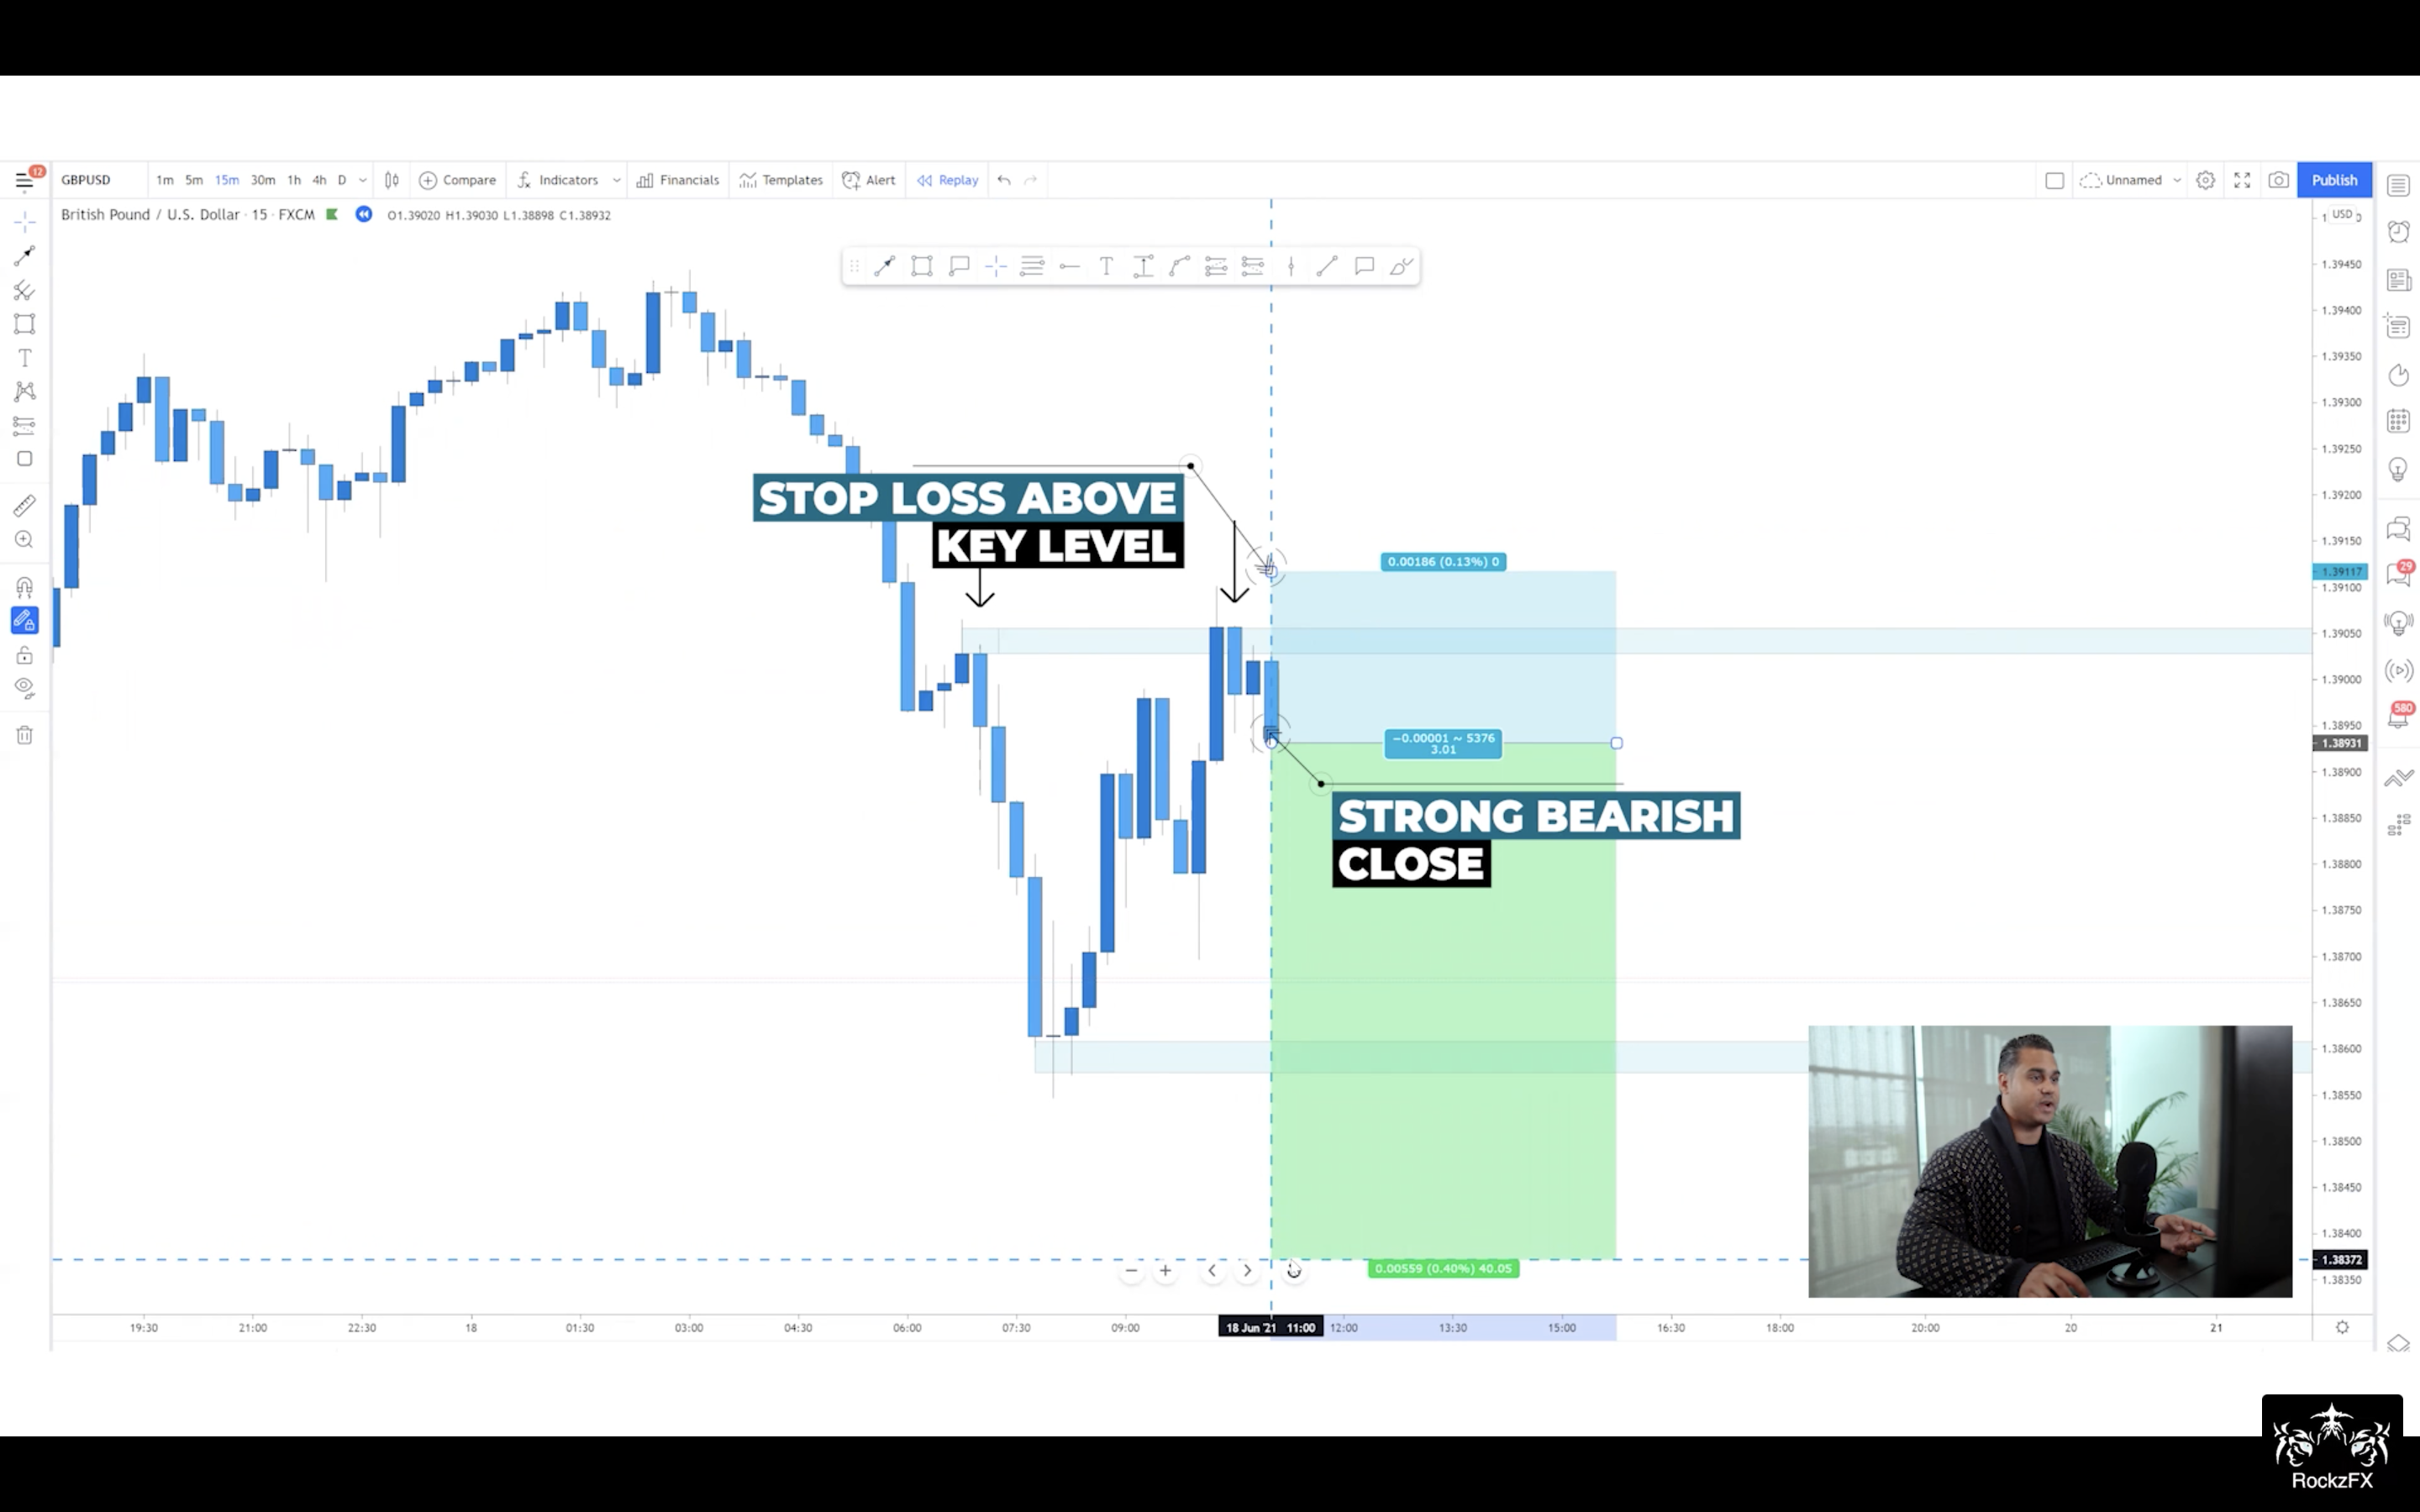 12
GBPUSD
1m 5m 15m 30m 1h 4h D
Compare
Indicators
Financials
Templates
Alert
Replay
Unnamed
Publish
British Pound / U.S. Dollar · 15 · FXCM
O1.39020 H1.39030 L1.38898 C1.38932
USD
1.39450
1.39400
1.39350
1.39300
1.39250
1.39200
1.39150
1.39117
1.39100
1.39050
1.39000
1.38950
1.38931
1.38900
1.38850
1.38800
1.38750
1.38700
1.38650
1.38600
1.38550
1.38500
1.38450
1.38400
1.38372
1.38350
STOP LOSS ABOVE
KEY LEVEL
0.00186 (0.13%) 0
−0.00001 ~ 5376
3.01
STRONG BEARISH
CLOSE
0.00559 (0.40%) 40.05
29
580
19:30 21:00 22:30 18 01:30 03:00 04:30 06:00 07:30 09:00 18 Jun '21 11:00 12:00 13:30 15:00 16:30 18:00 20:00 20 21
RockzFX